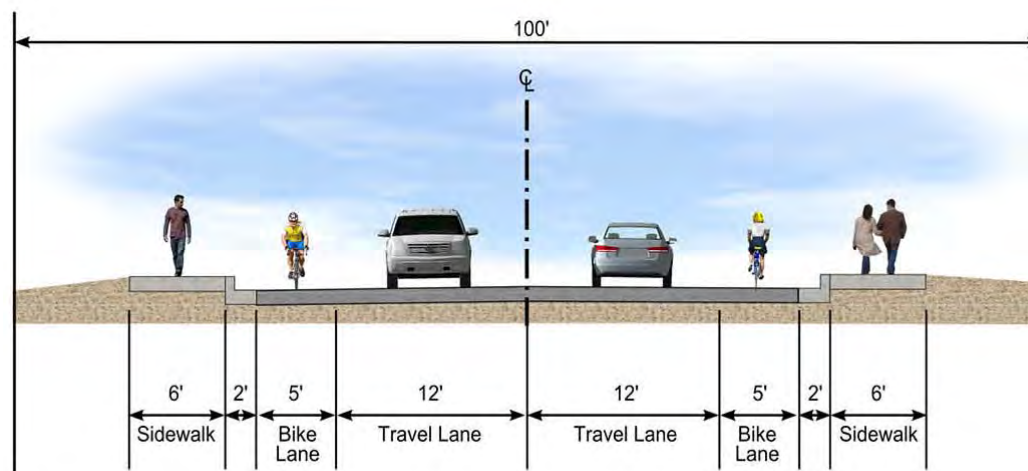 100'
℄
6' 2' 5' 12' 12' 5' 2' 6'
Sidewalk Bike Travel Lane Travel Lane Bike Sidewalk
Lane Lane